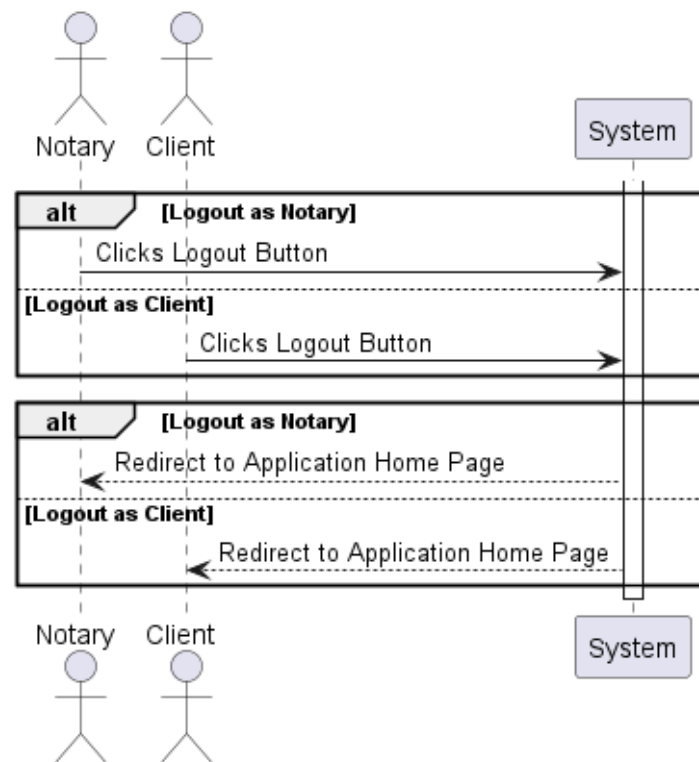 Notary Client
System
alt [Logout as Notary]
Clicks Logout Button
[Logout as Client]
Clicks Logout Button
alt [Logout as Notary]
Redirect to Application Home Page
[Logout as Client]
Redirect to Application Home Page
Notary Client
System